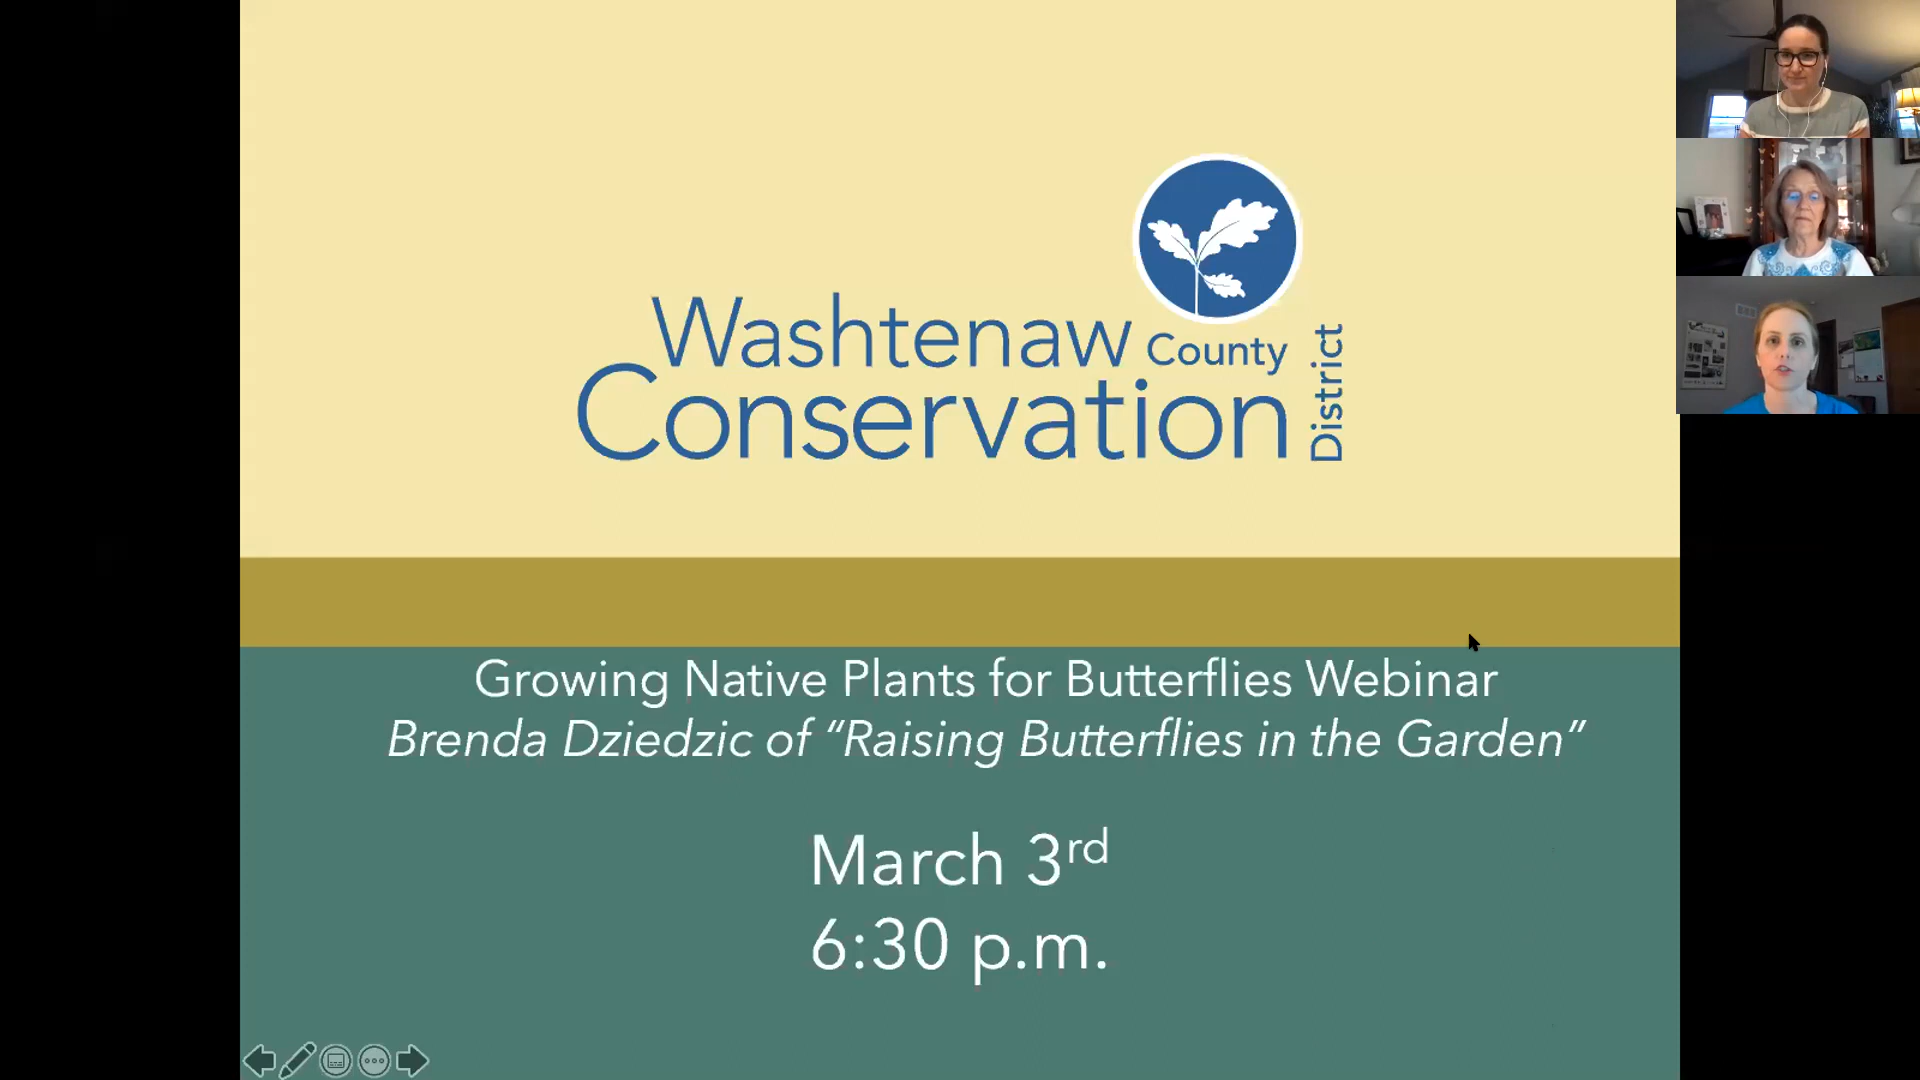 Washtenaw County
Conservation District
Growing Native Plants for Butterflies Webinar
Brenda Dziedzic of “Raising Butterflies in the Garden”
March 3rd
6:30 p.m.